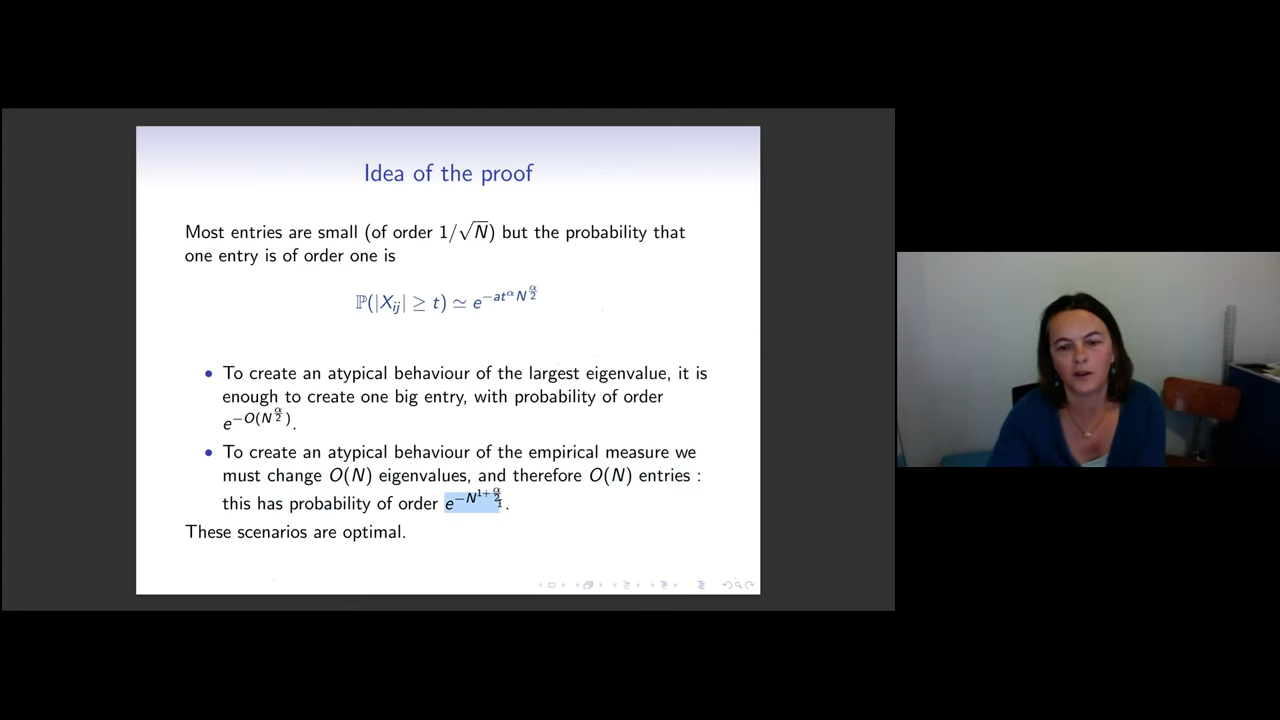 Idea of the proof
Most entries are small (of order 1/√N) but the probability that
one entry is of order one is
ℙ(|X_{ij}| ≥ t) ≃ e^{−at^α N^{α/2}}
• To create an atypical behaviour of the largest eigenvalue, it is
enough to create one big entry, with probability of order
e^{−O(N^{α/2})}.
• To create an atypical behaviour of the empirical measure we
must change O(N) eigenvalues, and therefore O(N) entries :
this has probability of order e^{−N^{1+α/2}}.
These scenarios are optimal.